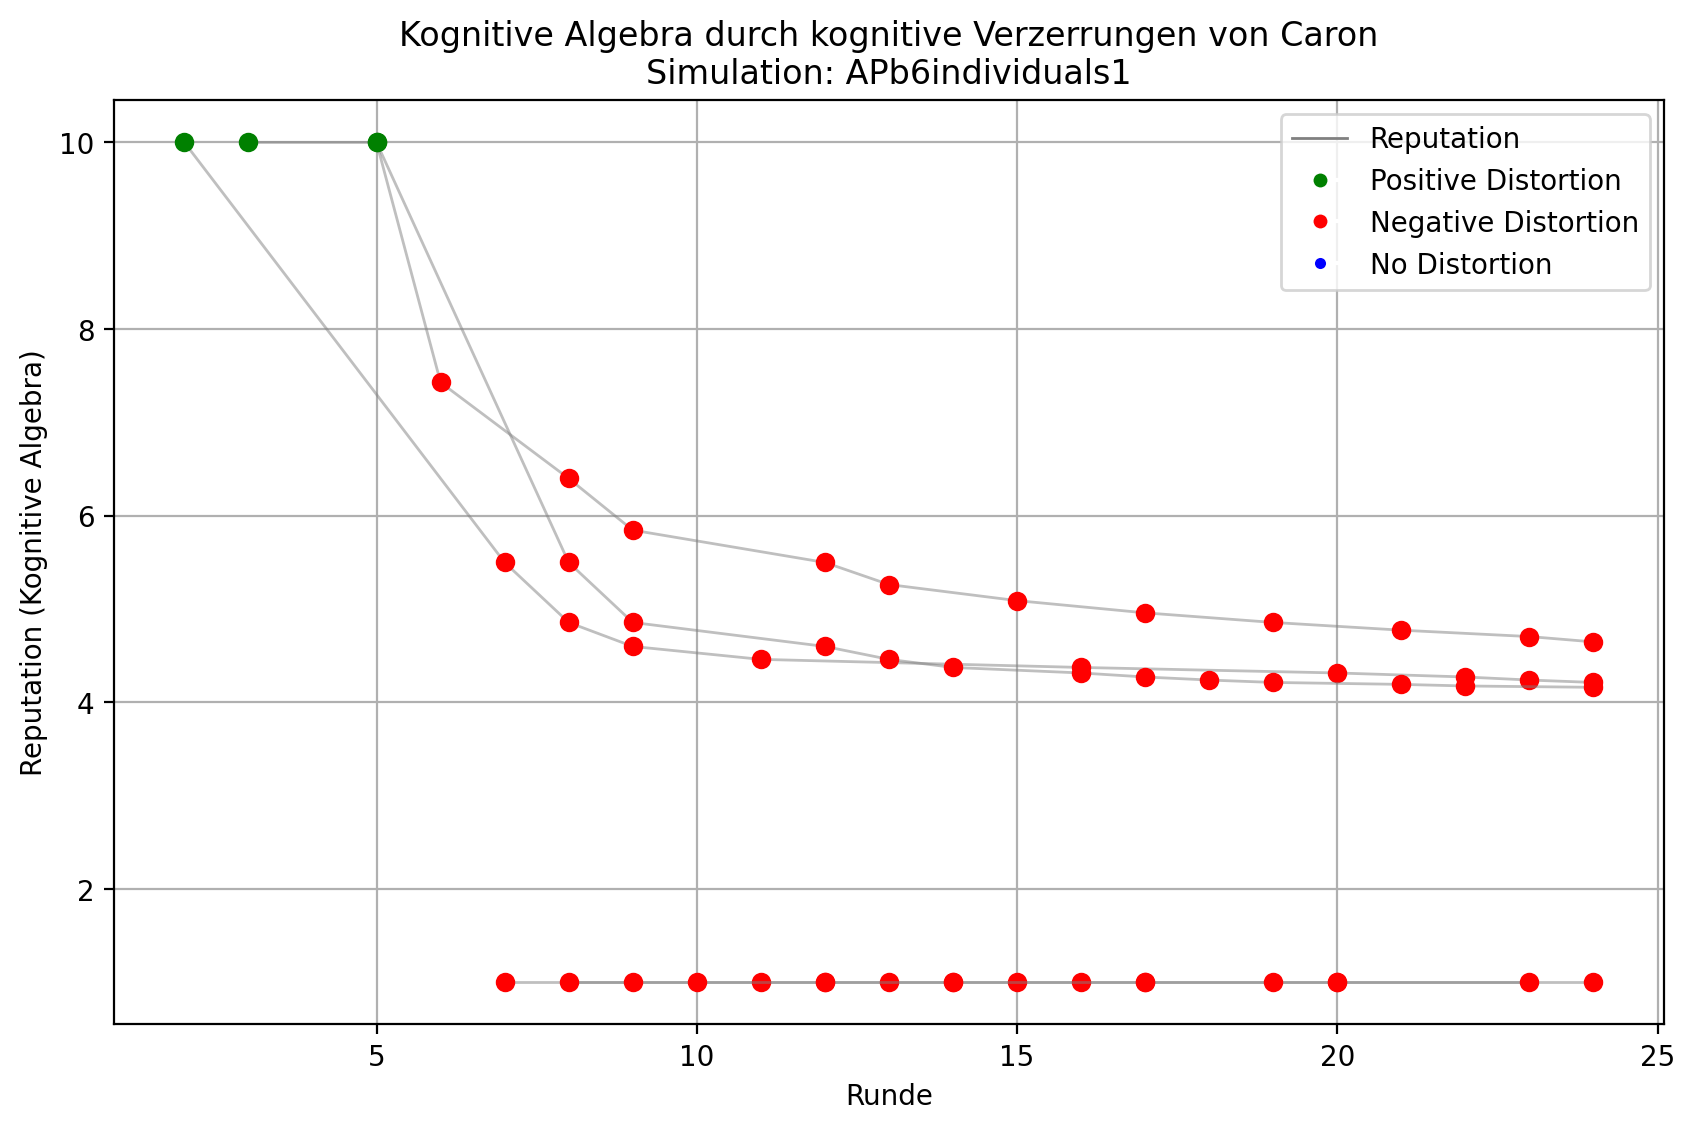 Kognitive Algebra durch kognitive Verzerrungen von Caron
Simulation: APb6individuals1
Reputation
Positive Distortion
Negative Distortion
No Distortion
Reputation (Kognitive Algebra)
10
8
6
4
2
5
10
15
20
25
Runde